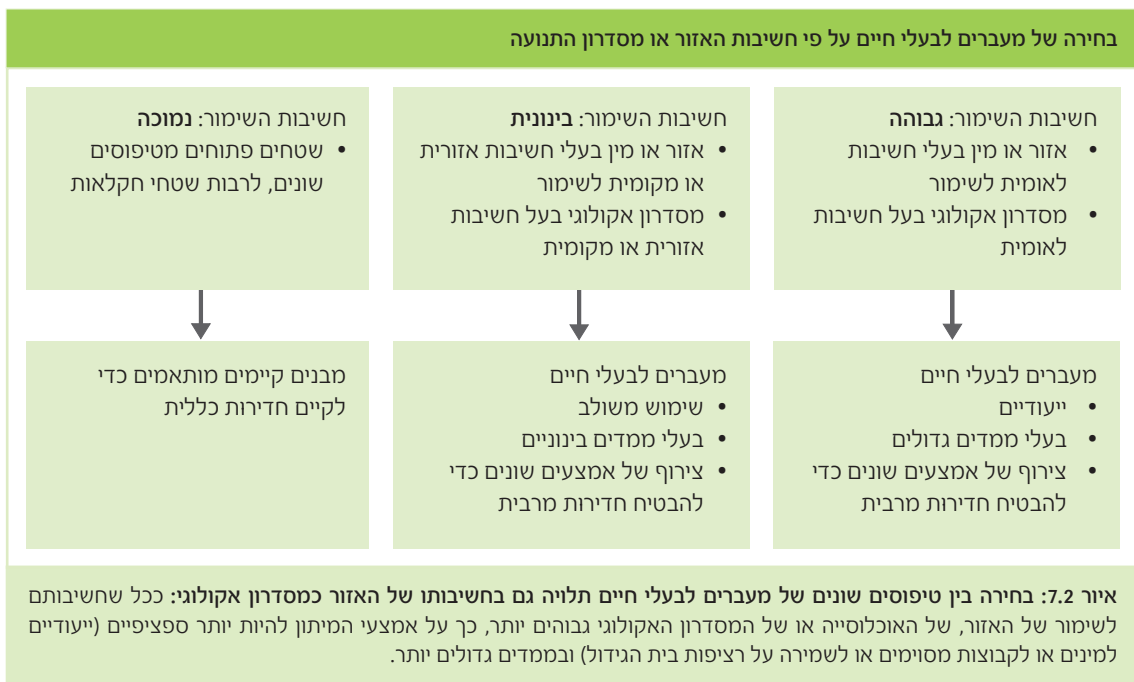 בחירה של מעברים לבעלי חיים על פי חשיבות האזור או מסדרון התנועה
חשיבות השימור: גבוהה
• אזור או מין בעלי חשיבות
לאומית לשימור
• מסדרון אקולוגי בעל חשיבות
לאומית
חשיבות השימור: בינונית
• אזור או מין בעלי חשיבות אזורית
או מקומית לשימור
• מסדרון אקולוגי בעל חשיבות
אזורית או מקומית
חשיבות השימור: נמוכה
• שטחים פתוחים מטיפוסים
שונים, לרבות שטחי חקלאות
מעברים לבעלי חיים
• ייעודיים
• בעלי ממדים גדולים
• צירוף של אמצעים שונים כדי
להבטיח חדירות מרבית
מעברים לבעלי חיים
• שימוש משולב
• בעלי ממדים בינוניים
• צירוף של אמצעים שונים כדי
להבטיח חדירות מרבית
מבנים קיימים מותאמים כדי
לקיים חדירות כללית
איור 7.2: בחירה בין טיפוסים שונים של מעברים לבעלי חיים תלויה גם בחשיבותו של האזור כמסדרון אקולוגי: ככל שחשיבותם
לשימור של האזור, של האוכלוסייה או של המסדרון האקולוגי גבוהים יותר, כך על אמצעי המיתון להיות יותר ספציפיים (ייעודיים
למינים או לקבוצות מסוימים או לשמירה על רציפות בית הגידול) ובממדים גדולים יותר.